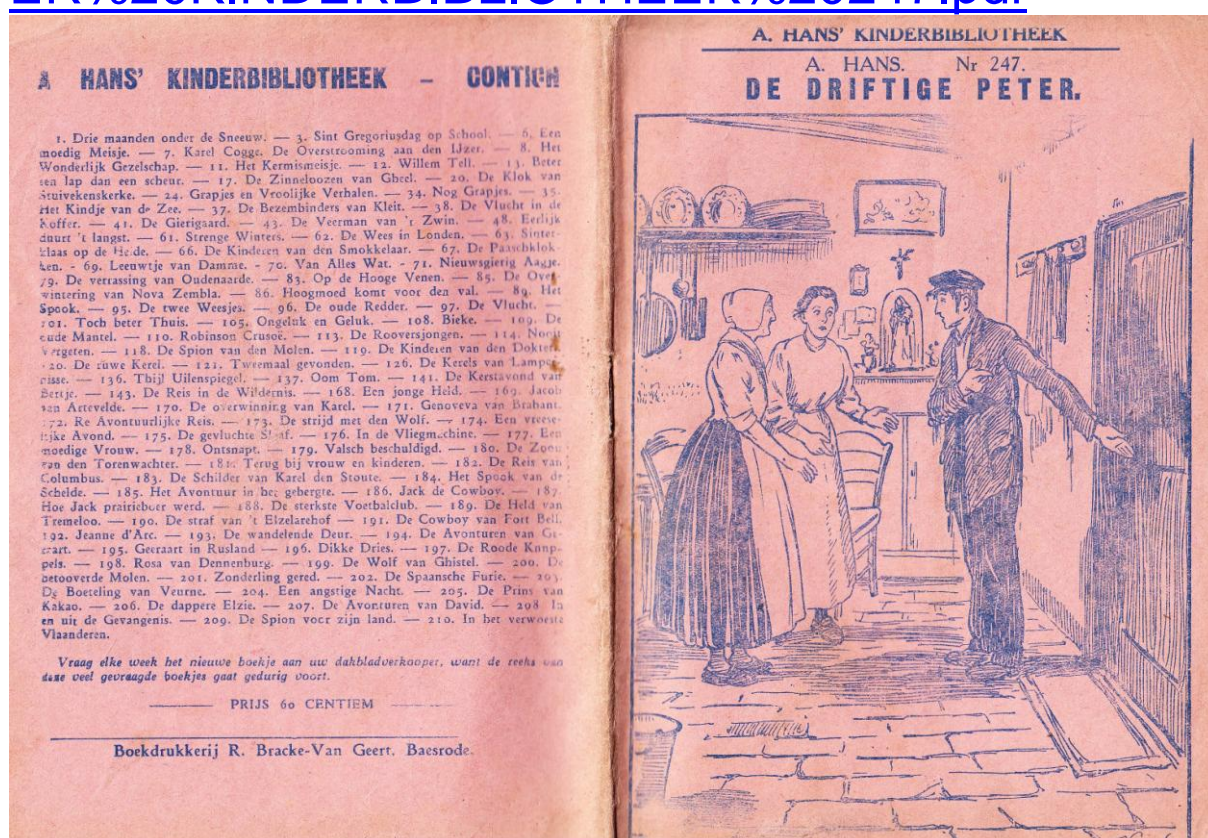 ER%20KINDERBIBLIOTHEEK%20247.pdf
A HANS' KINDERBIBLIOTHEEK – CONTICH
1. Drie maanden onder de Sneeuw. — 3. Sint Gregoriusdag op School. — 6. Een
moedig Meisje. — 7. Karel Cogge. De Overstrooming aan den IJzer. — 8. Het
Wonderlijk Gezelschap. — 11. Het Kermismeisje. — 12. Willem Tell. — 13. Beter
een lap dan een scheur. — 17. De Zinneloozen van Gheel. — 20. De Klok van
Stuivekenskerke. — 24. Grapjes en Vroolijke Verhalen. — 34. Nog Grapjes. — 35.
Het Kindje van de Zee. — 37. De Bezembinders van Kleit. — 38. De Vlucht in de
Koffer. — 41. De Gierigaard. — 43. De Veerman van 't Zwin. — 48. Eerlijk
duurt 't langst. — 61. Strenge Winters. — 62. De Wees in Londen. — 63. Sinter-
klaas op de Heide. — 66. De Kinderen van den Smokkelaar. — 67. De Paaschklok-
ken. - 69. Leeuwtje van Damme. - 70. Van Alles Wat. - 71. Nieuwsgierig Aagje.
79. De verrassing van Oudenaarde. — 83. Op de Hooge Venen. — 85. De Over-
wintering van Nova Zembla. — 86. Hoogmoed komt voor den val. — 89. Het
Spook. — 95. De twee Weesjes. — 96. De oude Redder. — 97. De Vlucht. —
101. Toch beter Thuis. — 105. Ongeluk en Geluk. — 108. Bieke. — 109. De
oude Mantel. — 110. Robinson Crusoë. — 113. De Rooversjongen. — 114. Nooit
Vergeten. — 118. De Spion van den Molen. — 119. De Kinderen van den Dokter.
120. De ruwe Kerel. — 121. Tweemaal gevonden. — 126. De Kerels van Lamper-
nisse. — 136. Thijl Uilenspiegel. — 137. Oom Tom. — 141. De Kerstavond van
Bertje. — 143. De Reis in de Wildernis. — 168. Een jonge Held. — 169. Jacob
van Artevelde. — 170. De overwinning van Karel. — 171. Genoveva van Brabant.
172. Re Avontuurlijke Reis. — 173. De strijd met den Wolf. — 174. Een vreese-
lijke Avond. — 175. De gevluchte Slaaf. — 176. In de Vliegmachine. — 177. Een
moedige Vrouw. — 178. Ontsnapt. — 179. Valsch beschuldigd. — 180. De Zoon
van den Torenwachter. — 181. Terug bij vrouw en kinderen. — 182. De Reis van
Columbus. — 183. De Schilder van Karel den Stoute. — 184. Het Spook van de
Schelde. — 185. Het Avontuur in het gebergte. — 186. Jack de Cowboy. — 187.
Hoe Jack prairieboer werd. — 188. De sterkste Voetbalclub. — 189. De Held van
Tremeloo. — 190. De straf van 't Elzelarehof — 191. De Cowboy van Fort Bell.
192. Jeanne d'Arc. — 193. De wandelende Deur. — 194. De Avonturen van Ge-
eraart. — 195. Geeraart in Rusland — 196. Dikke Dries. — 197. De Roode Knup-
pels. — 198. Rosa van Dennenburg. — 199. De Wolf van Ghistel. — 200. De
betooverde Molen. — 201. Zonderling gered. — 202. De Spaansche Furie. — 203.
De Boeteling van Veurne. — 204. Een angstige Nacht. — 205. De Prins van
Kakao. — 206. De dappere Elzie. — 207. De Avonturen van David. — 208 In
en uit de Gevangenis. — 209. De Spion voor zijn land. — 210. In het verwoeste
Vlaanderen.
Vraag elke week het nieuwe boekje aan uw dakbladverkooper, want de reeks van
deze veel gevraagde boekjes gaat gedurig voort.
PRIJS 60 CENTIEM
Boekdrukkerij R. Bracke-Van Geert. Baesrode.
A. HANS' KINDERBIBLIOTHEEK
A. HANS. Nr 247.
DE DRIFTIGE PETER.